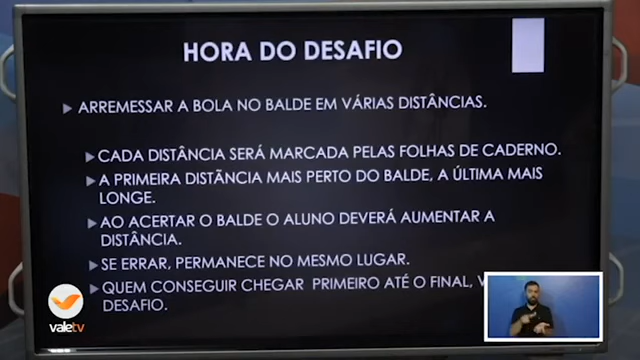 HORA DO DESAFIO
ARREMESSAR A BOLA NO BALDE EM VÁRIAS DISTÂNCIAS.
CADA DISTÂNCIA SERÁ MARCADA PELAS FOLHAS DE CADERNO.
A PRIMEIRA DISTÃNCIA MAIS PERTO DO BALDE, A ÚLTIMA MAIS
LONGE.
AO ACERTAR O BALDE O ALUNO DEVERÁ AUMENTAR A
DISTÂNCIA.
SE ERRAR, PERMANECE NO MESMO LUGAR.
QUEM CONSEGUIR CHEGAR PRIMEIRO ATÉ O FINAL,
DESAFIO.
valetv